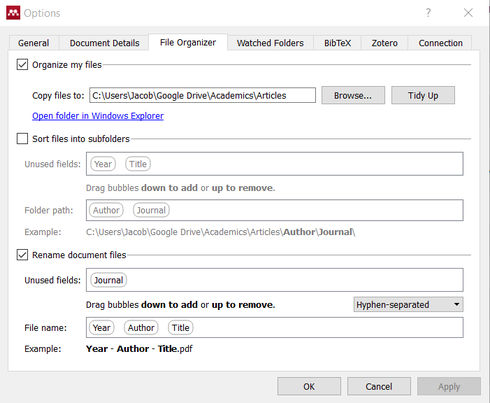 Options
General Document Details File Organizer Watched Folders BibTeX Zotero Connection
Organize my files
Copy files to: C:\Users\Jacob\Google Drive\Academics\Articles Browse... Tidy Up
Open folder in Windows Explorer
Sort files into subfolders
Unused fields: Year Title
Drag bubbles down to add or up to remove.
Folder path: Author Journal
Example: C:\Users\Jacob\Google Drive\Academics\Articles\Author\Journal\
Rename document files
Unused fields: Journal
Drag bubbles down to add or up to remove. Hyphen-separated
File name: Year Author Title
Example: Year - Author - Title.pdf
OK Cancel Apply